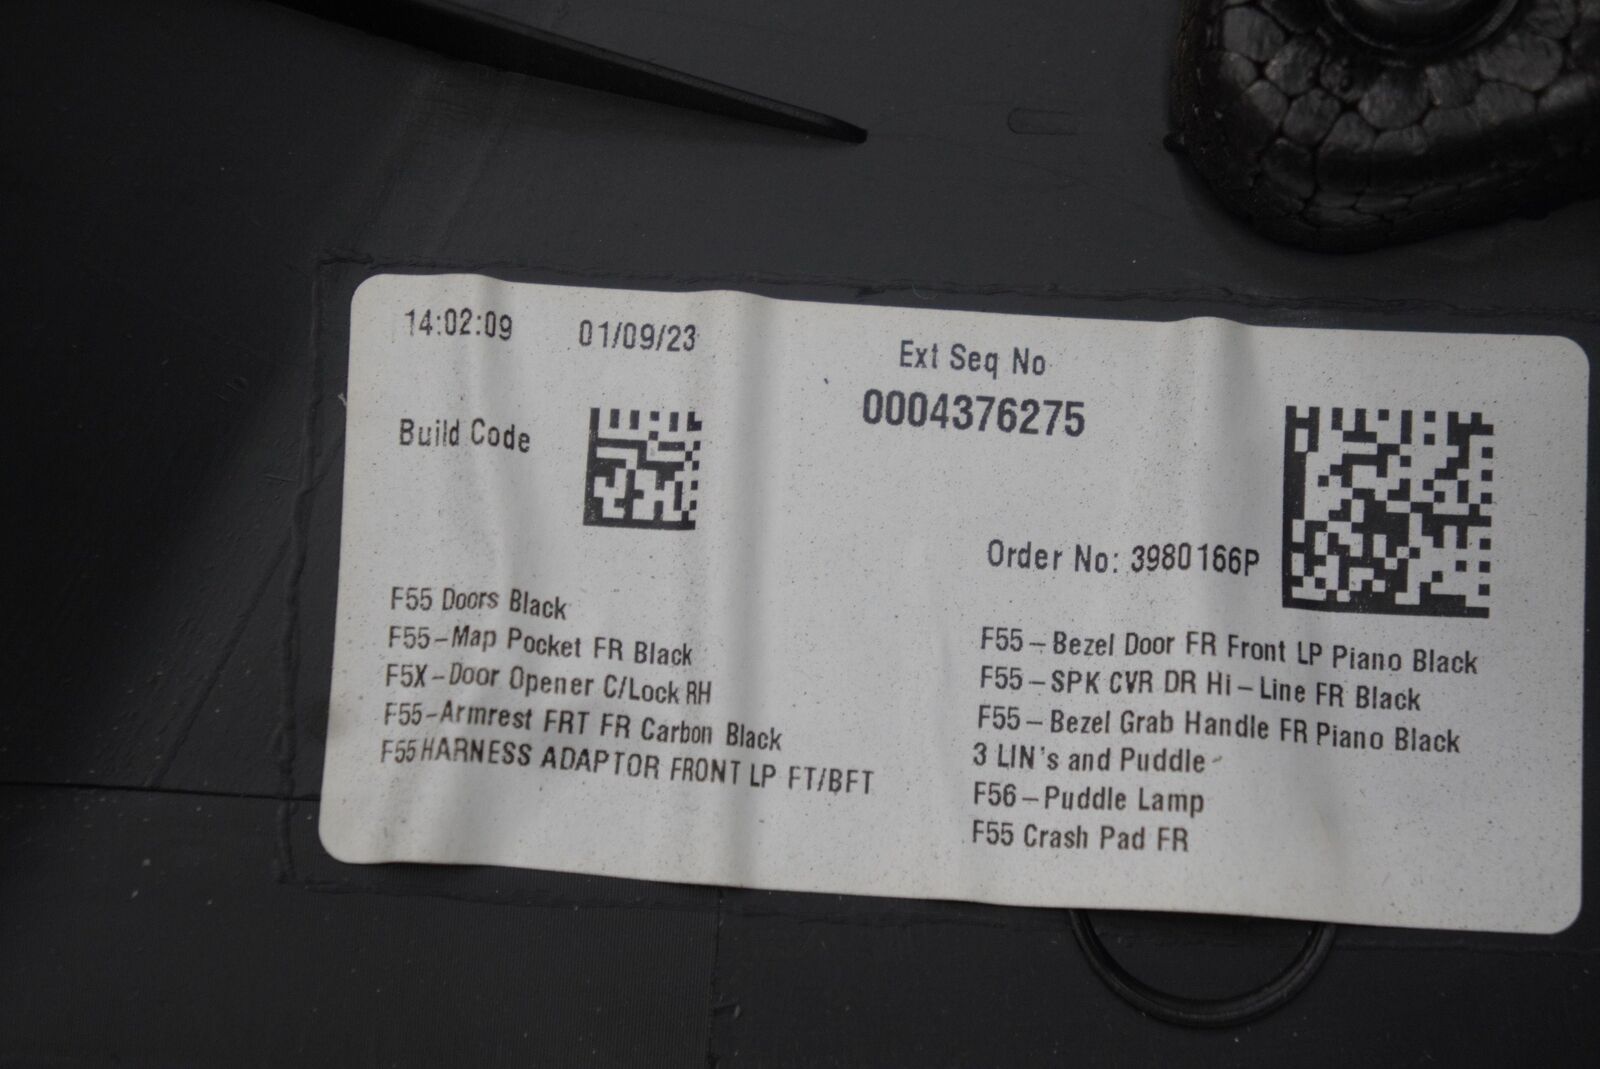 14:02:09 01/09/23
Ext Seq No
0004376275
Build Code
Order No: 3980166P
F55 Doors Black
F55-Map Pocket FR Black
F5X-Door Opener C/Lock RH
F55-Armrest FRT FR Carbon Black
F55 HARNESS ADAPTOR FRONT LP FT/BFT
F55-Bezel Door FR Front LP Piano Black
F55-SPK CVR DR Hi-Line FR Black
F55-Bezel Grab Handle FR Piano Black
3 LIN's and Puddle
F56-Puddle Lamp
F55 Crash Pad FR